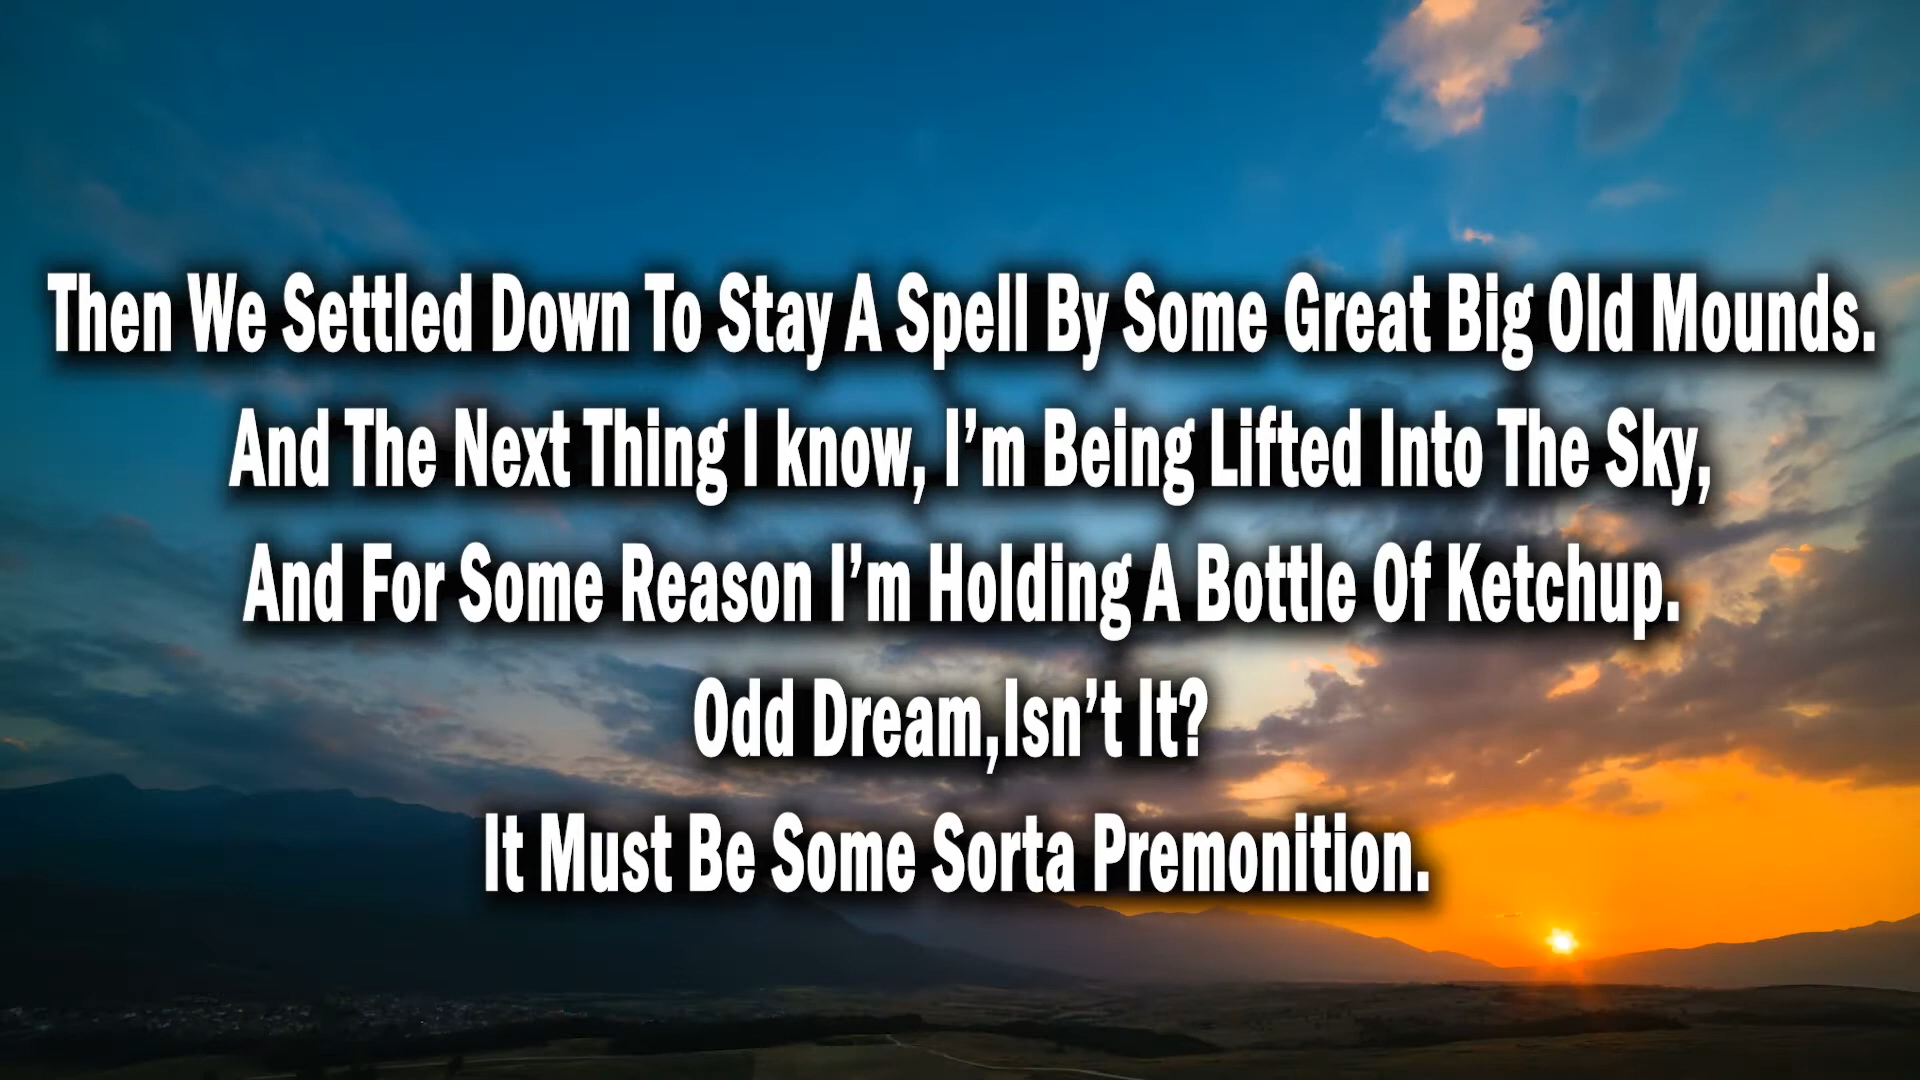 Then We Settled Down To Stay A Spell By Some Great Big Old Mounds.
And The Next Thing I know, I’m Being Lifted Into The Sky,
And For Some Reason I’m Holding A Bottle Of Ketchup.
Odd Dream,Isn’t It?
It Must Be Some Sorta Premonition.